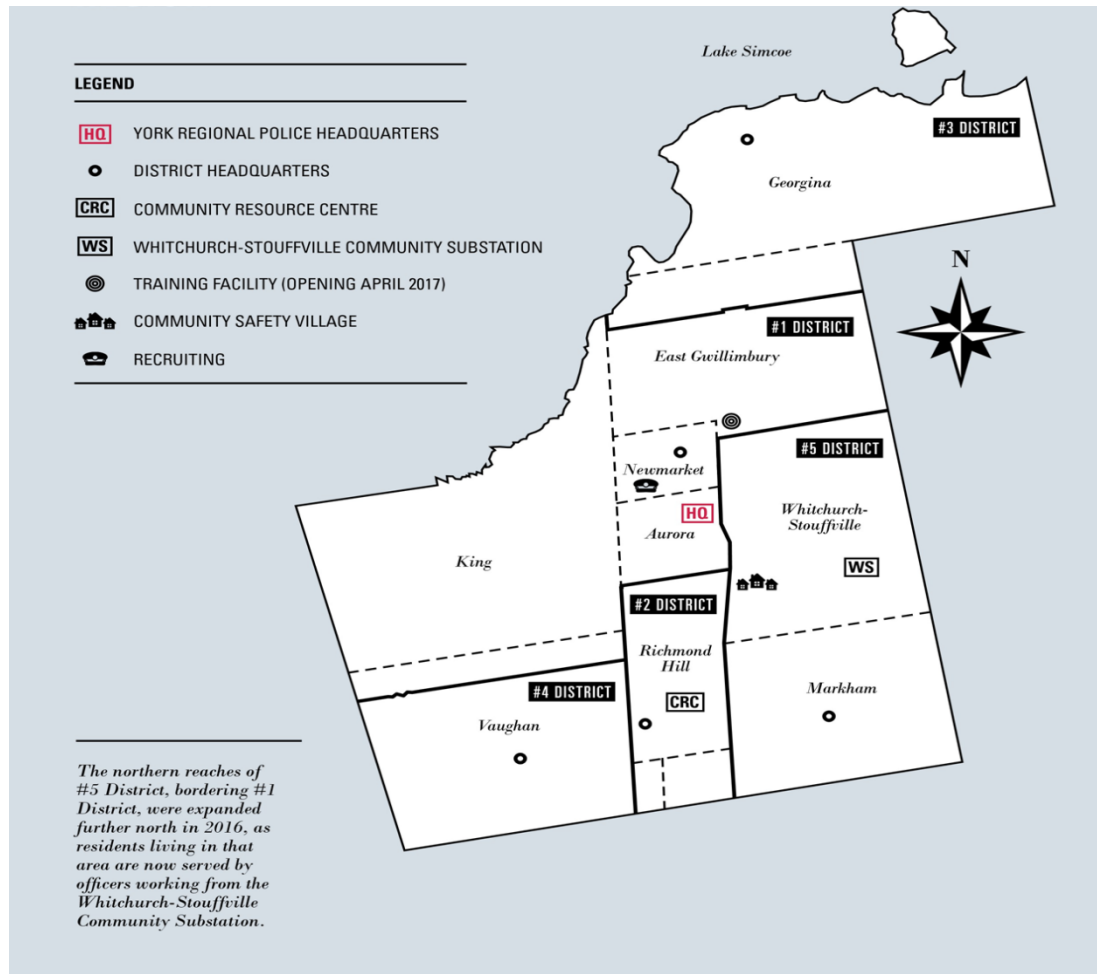 LEGEND
HQ YORK REGIONAL POLICE HEADQUARTERS
DISTRICT HEADQUARTERS
CRC COMMUNITY RESOURCE CENTRE
WS WHITCHURCH-STOUFFVILLE COMMUNITY SUBSTATION
TRAINING FACILITY (OPENING APRIL 2017)
COMMUNITY SAFETY VILLAGE
RECRUITING
Lake Simcoe
#3 DISTRICT
Georgina
N
#1 DISTRICT
East Gwillimbury
#5 DISTRICT
Newmarket
Whitchurch-
Stouffville
HQ
Aurora
King
WS
#2 DISTRICT
Richmond
Hill
#4 DISTRICT
CRC
Markham
Vaughan
The northern reaches of
#5 District, bordering #1
District, were expanded
further north in 2016, as
residents living in that
area are now served by
officers working from the
Whitchurch-Stouffville
Community Substation.